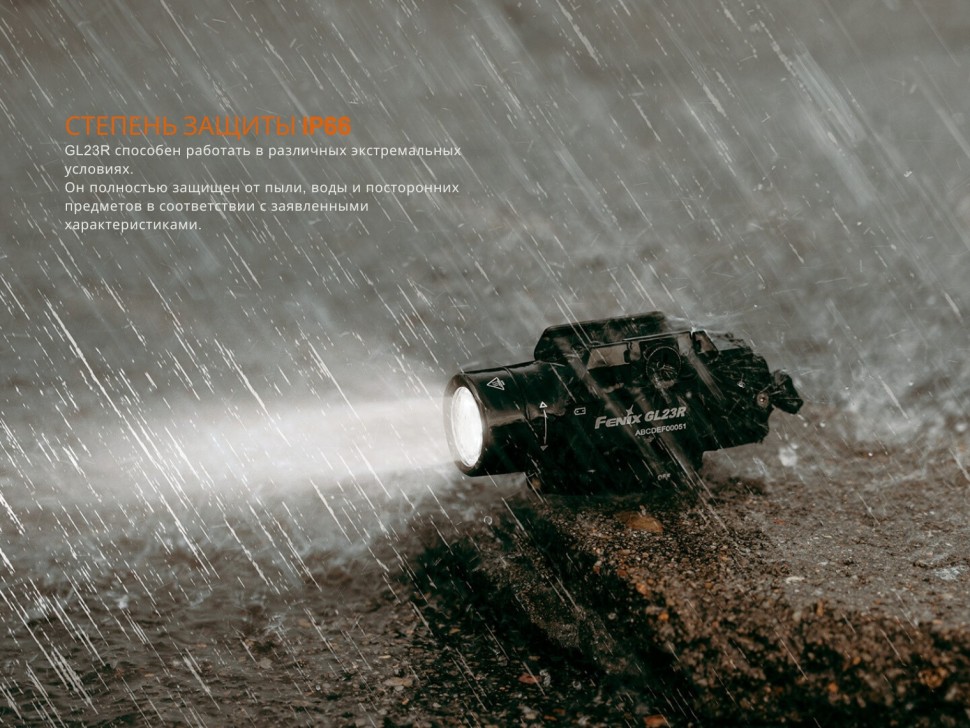 СТЕПЕНЬ ЗАЩИТЫ IP66
GL23R способен работать в различных экстремальных
условиях.
Он полностью защищен от пыли, воды и посторонних
предметов в соответствии с заявленными
характеристиками.
FENIX GL23R
ABCDEF00051